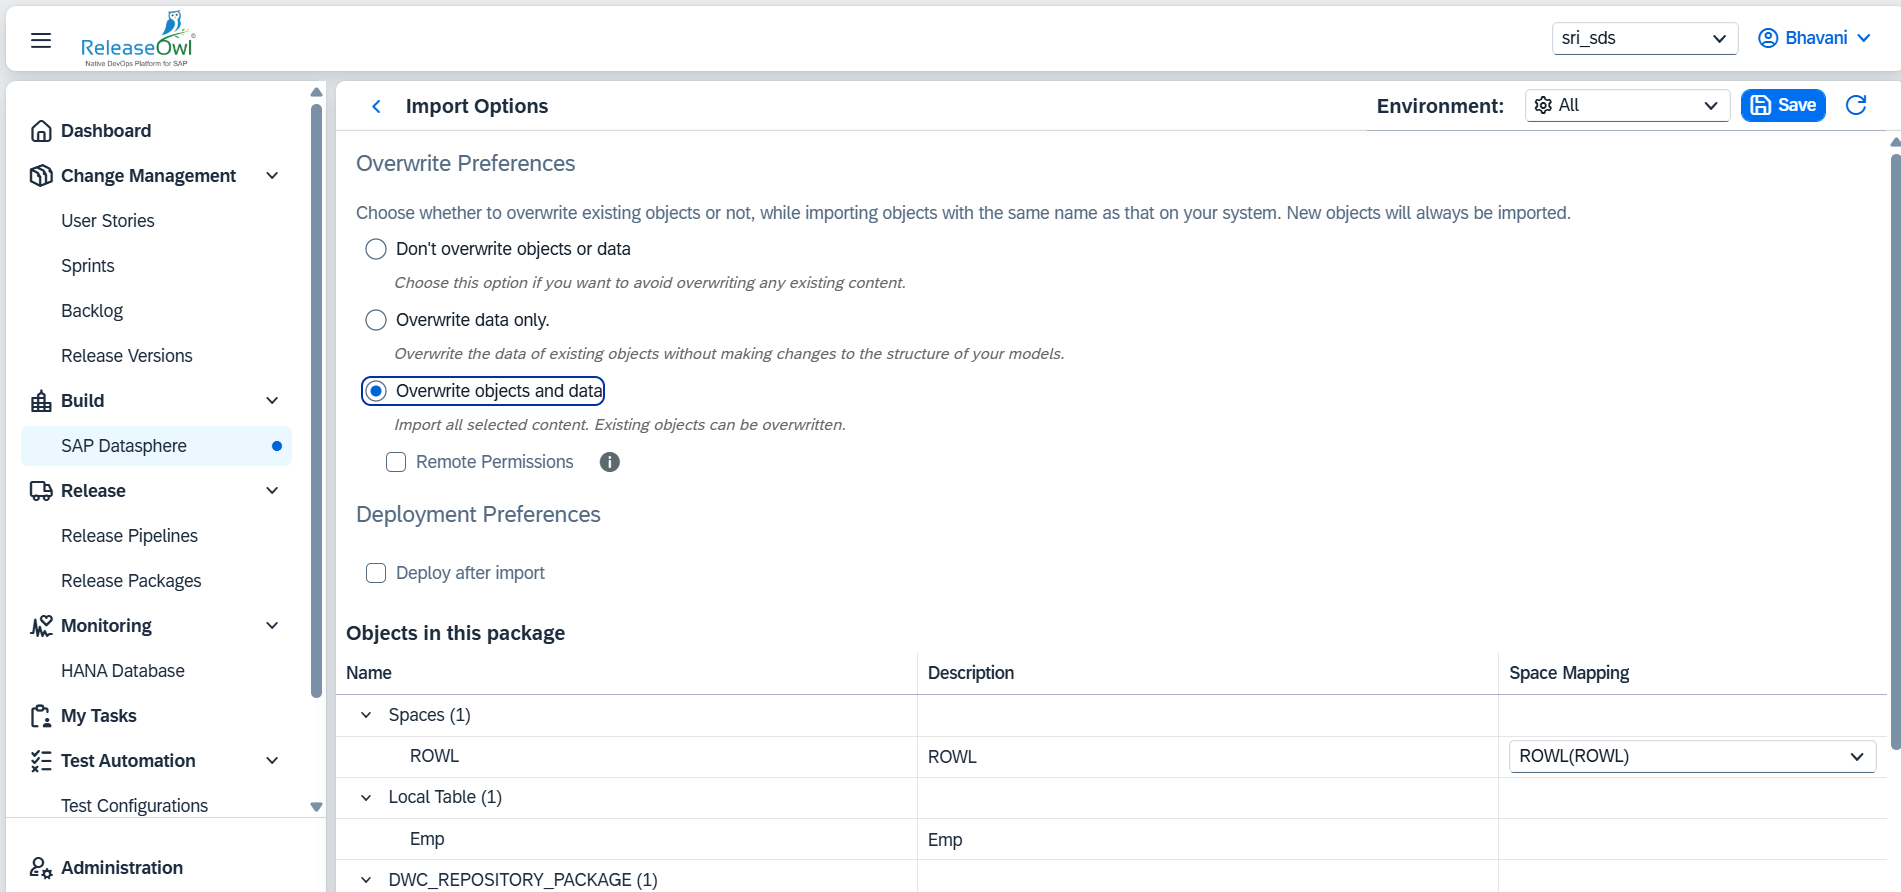 ReleaseOwl
Native DevOps Platform for SAP
sri_sds
Bhavani
Dashboard
Change Management
User Stories
Sprints
Backlog
Release Versions
Build
SAP Datasphere
Release
Release Pipelines
Release Packages
Monitoring
HANA Database
My Tasks
Test Automation
Test Configurations
Administration
Import Options
Environment:
All
Save
Overwrite Preferences
Choose whether to overwrite existing objects or not, while importing objects with the same name as that on your system. New objects will always be imported.
Don't overwrite objects or data
Choose this option if you want to avoid overwriting any existing content.
Overwrite data only.
Overwrite the data of existing objects without making changes to the structure of your models.
Overwrite objects and data
Import all selected content. Existing objects can be overwritten.
Remote Permissions
Deployment Preferences
Deploy after import
Objects in this package
Name Description Space Mapping
Spaces (1)
ROWL ROWL ROWL(ROWL)
Local Table (1)
Emp Emp
DWC_REPOSITORY_PACKAGE (1)